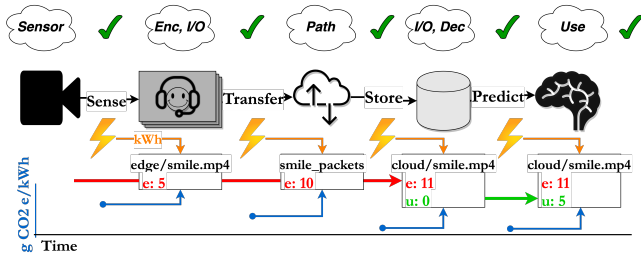 Sensor
Enc, I/O
Path
I/O, Dec
Use
Sense
Transfer
Store
Predict
kWh
edge/smile.mp4
e: 5
smile_packets
e: 10
cloud/smile.mp4
e: 11
u: 0
cloud/smile.mp4
e: 11
u: 5
g CO2 e/kWh
Time